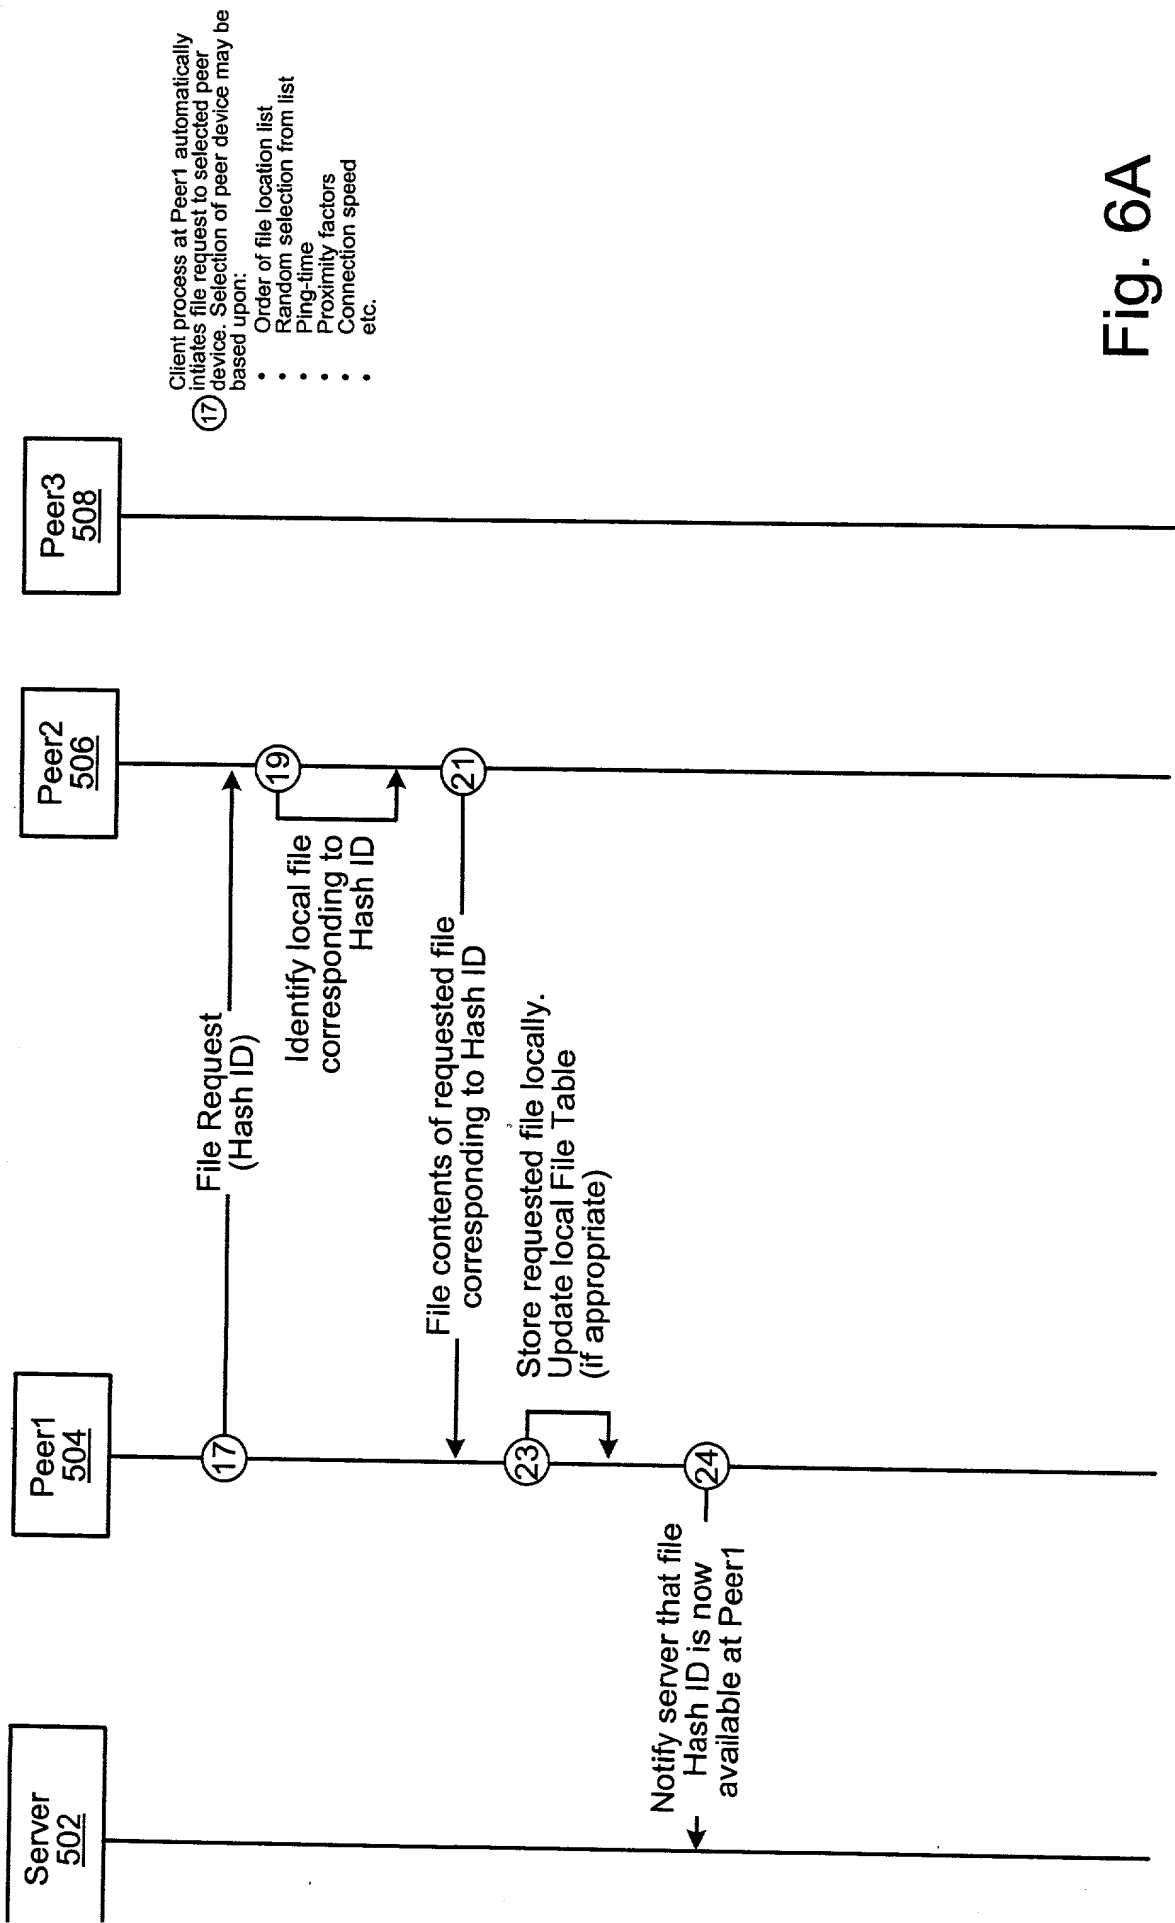 Server
502
Peer1
504
Peer2
506
Peer3
508
17
File Request
(Hash ID)
19
Identify local file
corresponding to
Hash ID
21
File contents of requested file
corresponding to Hash ID
23
Store requested file locally.
Update local File Table
(if appropriate)
24
Notify server that file
Hash ID is now
available at Peer1
17
Client process at Peer1 automatically
intiates file request to selected peer
device. Selection of peer device may be
based upon:
• Order of file location list
• Random selection from list
• Ping-time
• Proximity factors
• Connection speed
• etc.
Fig. 6A